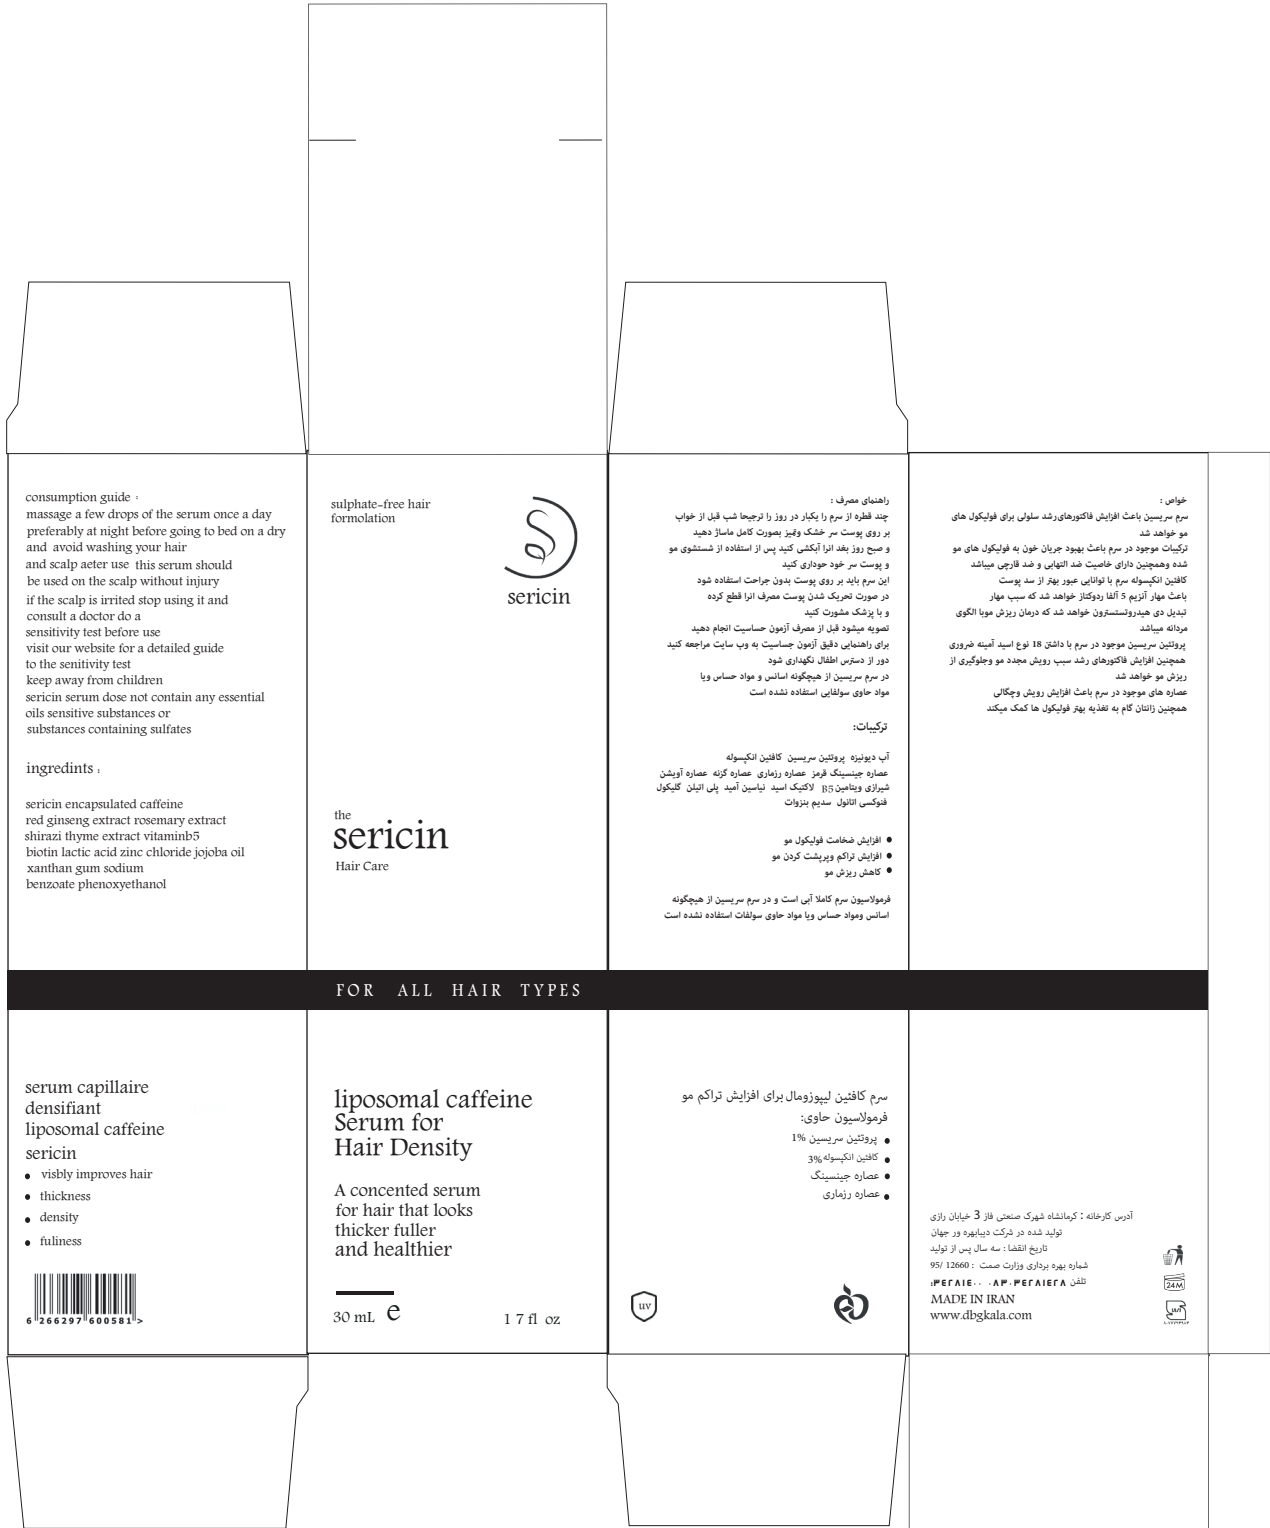 consumption guide :
massage a few drops of the serum once a day
preferably at night before going to bed on a dry
and avoid washing your hair
and scalp aeter use this serum should
be used on the scalp without injury
if the scalp is irrited stop using it and
consult a doctor do a
sensitivity test before use
visit our website for a detailed guide
to the senitivity test
keep away from children
sericin serum dose not contain any essential
oils sensitive substances or
substances containing sulfates
ingredints :
sericin encapsulated caffeine
red ginseng extract rosemary extract
shirazi thyme extract vitaminb5
biotin lactic acid zinc chloride jojoba oil
xanthan gum sodium
benzoate phenoxyethanol
sulphate-free hair
formolation
sericin
the
sericin
Hair Care
راهنمای مصرف :
چند قطره از سرم را یکبار در روز را ترجیحا شب قبل از خواب
بر روی پوست سر خشک وتمیز بصورت کامل ماساژ دهید
و صبح روز بغد انرا آبکشی کنید پس از استفاده از شستشوی مو
و پوست سر خود حوداری کنید
این سرم باید بر روی پوست بدون جراحت استفاده شود
در صورت تحریک شدن پوست مصرف انرا قطع کرده
و با پزشک مشورت کنید
تصویه میشود قبل از مصرف آزمون حساسیت انجام دهید
برای راهنمایی دقیق آزمون جساسیت به وب سایت مراجعه کنید
دور از دسترس اطفال نگهداری شود
در سرم سریسین از هیچگونه اسانس و مواد حساس ویا
مواد حاوی سولفایی استفاده نشده است
ترکیبات:
آب دیونیزه پروتئین سریسین کافئین انکپسوله
عصاره جینسینگ قرمز عصاره رزماری عصاره گزنه عصاره آویشن
شیرازی ویتامین B5 لاکتیک اسید نیاسین آمید پلی اتیلن گلیکول
فنوکسی اتانول سدیم بنزوات
● افزایش ضخامت فولیکول مو
● افزایش تراکم وپرپشت کردن مو
● کاهش ریزش مو
فرمولاسیون سرم کاملا آبی است و در سرم سریسین از هیچگونه
اسانس ومواد حساس ویا مواد حاوی سولفات استفاده نشده است
خواص :
سرم سریسین باعث افزایش فاکتورهای رشد سلولی برای فولیکول های
مو خواهد شد
ترکیبات موجود در سرم باعث بهبود جریان خون به فولیکول های مو
شده وهمچنین دارای خاصیت ضد التهابی و ضد قارچی میباشد
کافئین انکپسوله سرم با توانایی عبور بهتر از سد پوست
باعث مهار آنزیم 5 آلفا ردوکتاز خواهد شد که سبب مهار
تبدیل دی هیدروتستسترون خواهد شد که درمان ریزش موبا الگوی
مردانه میباشد
پروتئین سریسین موجود در سرم با داشتن 18 نوع اسید آمینه ضروری
همچنین افزایش فاکتورهای رشد سبب رویش مجدد مو وجلوگیری از
ریزش مو خواهد شد
عصاره های موجود در سرم باعث افزایش رویش وچگالی
همچنین زانتان گام به تغذیه بهتر فولیکول ها کمک میکند
FOR ALL HAIR TYPES
serum capillaire
densifiant
liposomal caffeine
sericin
● visbly improves hair
● thickness
● density
● fuliness
6 266297 600581 >
liposomal caffeine
Serum for
Hair Density
A concented serum
for hair that looks
thicker fuller
and healthier
30 mL e 1 7 fl oz
سرم کافئین لیپوزومال برای افزایش تراکم مو
فرمولاسیون حاوی:
● پروتئین سریسین %1
● کافئین انکپسوله %3
● عصاره جینسینگ
● عصاره رزماری
uv
آدرس کارخانه : کرمانشاه شهرک صنعتی فاز 3 خیابان رازی
تولید شده در شرکت دیبابهره ور جهان
تاریخ انقضا : سه سال پس از تولید
شماره بهره برداری وزارت صمت : 12660 /95
تلفن
MADE IN IRAN
www.dbgkala.com
24M